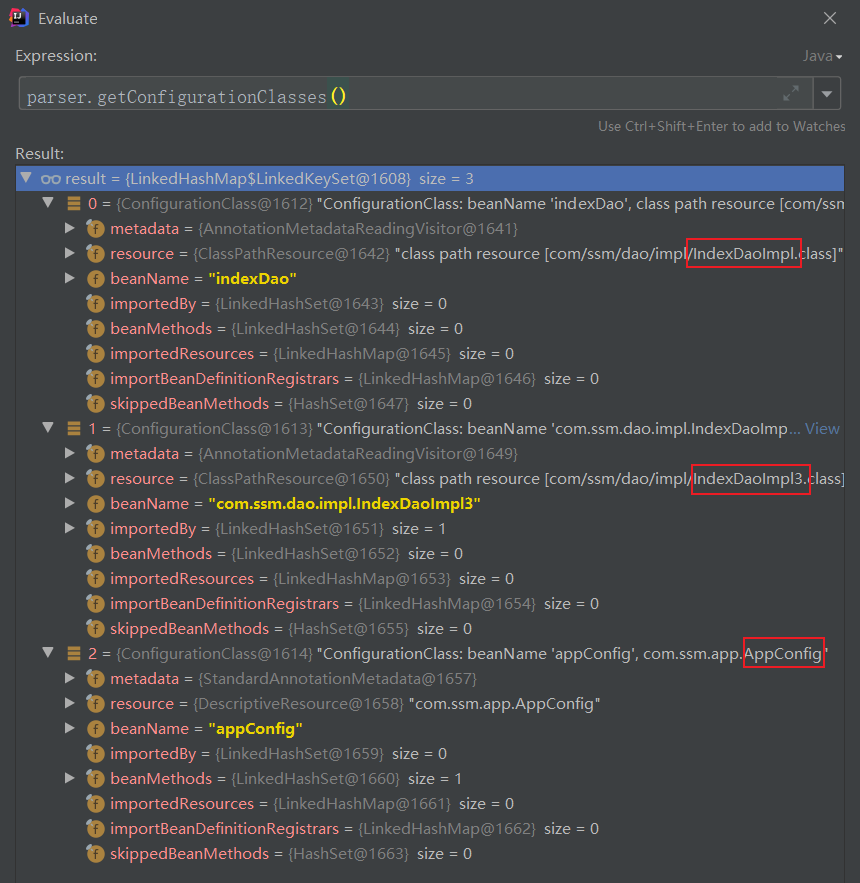 Evaluate
Expression:
Java
parser.getConfigurationClasses()
Use Ctrl+Shift+Enter to add to Watches
Result:
result = {LinkedHashMap$LinkedKeySet@1608} size = 3
0 = {ConfigurationClass@1612} "ConfigurationClass: beanName 'indexDao', class path resource [com/ssm
f metadata = {AnnotationMetadataReadingVisitor@1641}
f resource = {ClassPathResource@1642} "class path resource [com/ssm/dao/impl/IndexDaoImpl.class]"
f beanName = "indexDao"
f importedBy = {LinkedHashSet@1643} size = 0
f beanMethods = {LinkedHashSet@1644} size = 0
f importedResources = {LinkedHashMap@1645} size = 0
f importBeanDefinitionRegistrars = {LinkedHashMap@1646} size = 0
f skippedBeanMethods = {HashSet@1647} size = 0
1 = {ConfigurationClass@1613} "ConfigurationClass: beanName 'com.ssm.dao.impl.IndexDaoImp... View
f metadata = {AnnotationMetadataReadingVisitor@1649}
f resource = {ClassPathResource@1650} "class path resource [com/ssm/dao/impl/IndexDaoImpl3.class]
f beanName = "com.ssm.dao.impl.IndexDaoImpl3"
f importedBy = {LinkedHashSet@1651} size = 1
f beanMethods = {LinkedHashSet@1652} size = 0
f importedResources = {LinkedHashMap@1653} size = 0
f importBeanDefinitionRegistrars = {LinkedHashMap@1654} size = 0
f skippedBeanMethods = {HashSet@1655} size = 0
2 = {ConfigurationClass@1614} "ConfigurationClass: beanName 'appConfig', com.ssm.app.AppConfig"
f metadata = {StandardAnnotationMetadata@1657}
f resource = {DescriptiveResource@1658} "com.ssm.app.AppConfig"
f beanName = "appConfig"
f importedBy = {LinkedHashSet@1659} size = 0
f beanMethods = {LinkedHashSet@1660} size = 1
f importedResources = {LinkedHashMap@1661} size = 0
f importBeanDefinitionRegistrars = {LinkedHashMap@1662} size = 0
f skippedBeanMethods = {HashSet@1663} size = 0